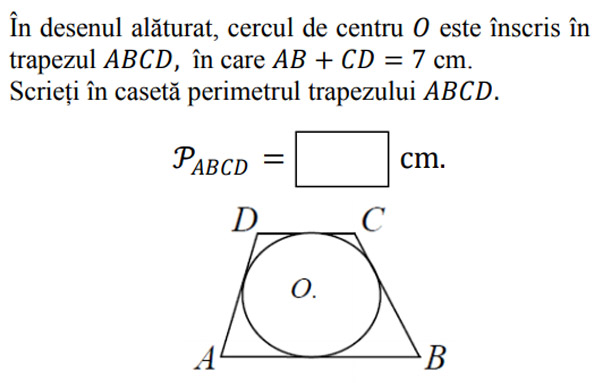 În desenul alăturat, cercul de centru O este înscris în
trapezul ABCD, în care AB + CD = 7 cm.
Scrieți în casetă perimetrul trapezului ABCD.
𝒫ABCD = cm.
D C
O.
A B